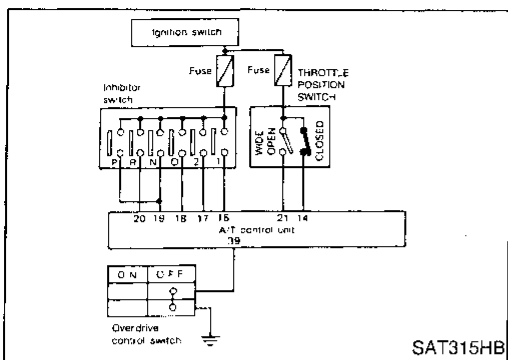 Ignition switch
Fuse
Fuse
THROTTLE
POSITION
SWITCH
Inhibitor
switch
WIDE
OPEN
CLOSED
P R N D 2 1
20 19 18 17 16 21 14
A/T control unit
39
ON OFF
Overdrive
control switch
SAT315HB